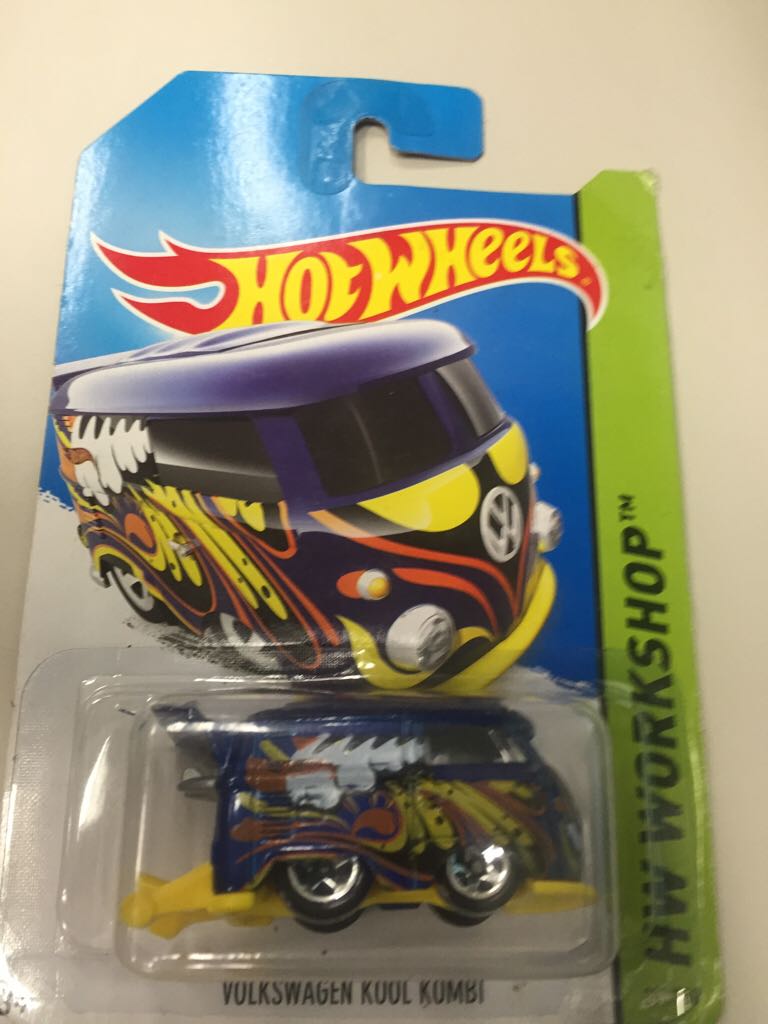 HOT WHEELS
HW WORKSHOP™
VOLKSWAGEN KOOL KOMBI